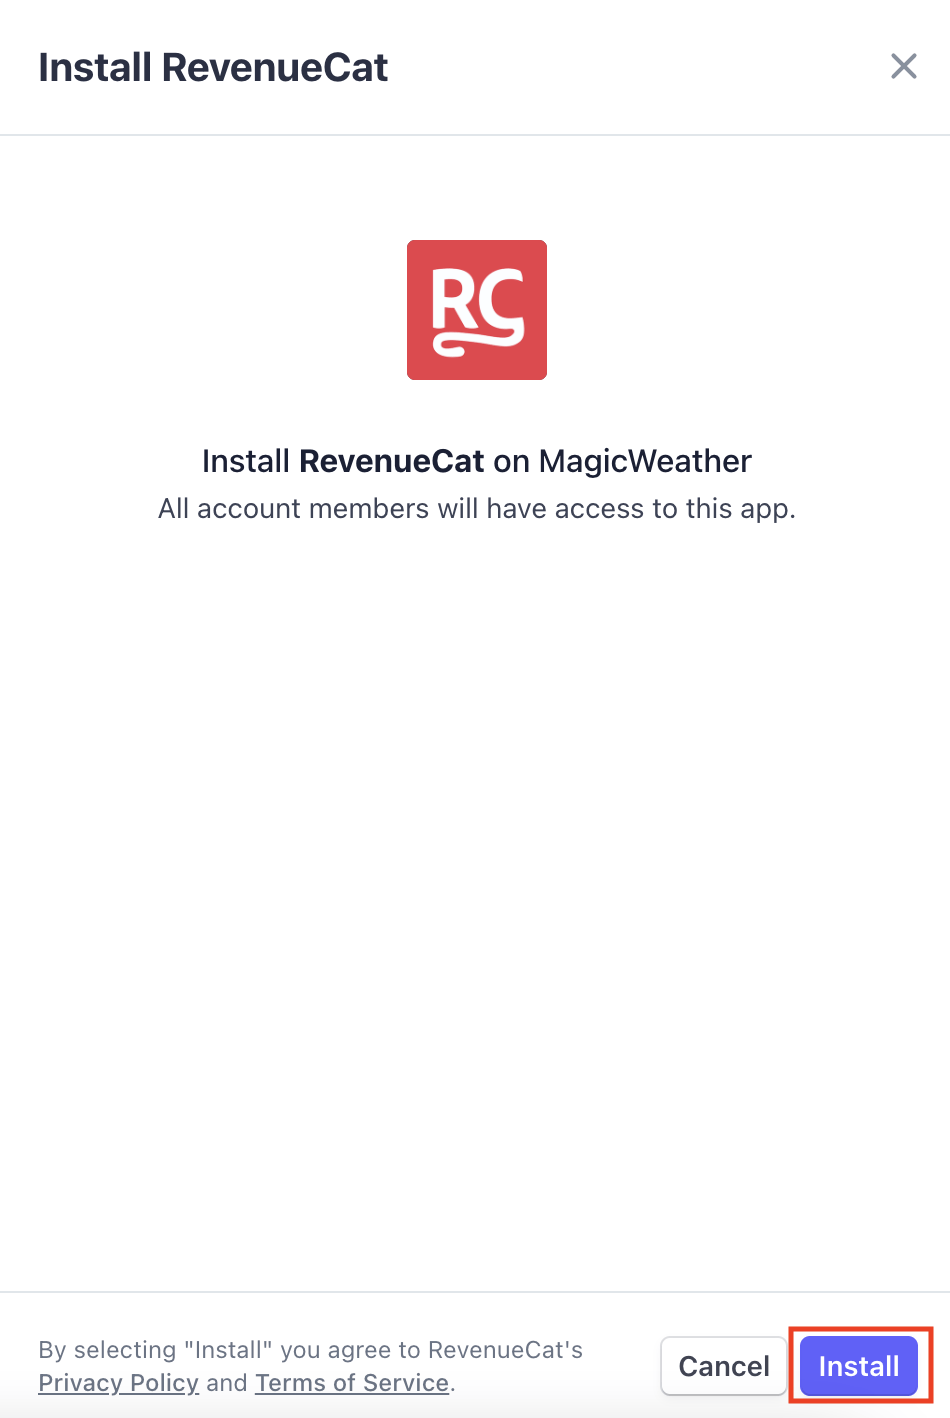 Install RevenueCat
RC
Install RevenueCat on MagicWeather
All account members will have access to this app.
By selecting "Install" you agree to RevenueCat's
Privacy Policy and Terms of Service.
Cancel
Install